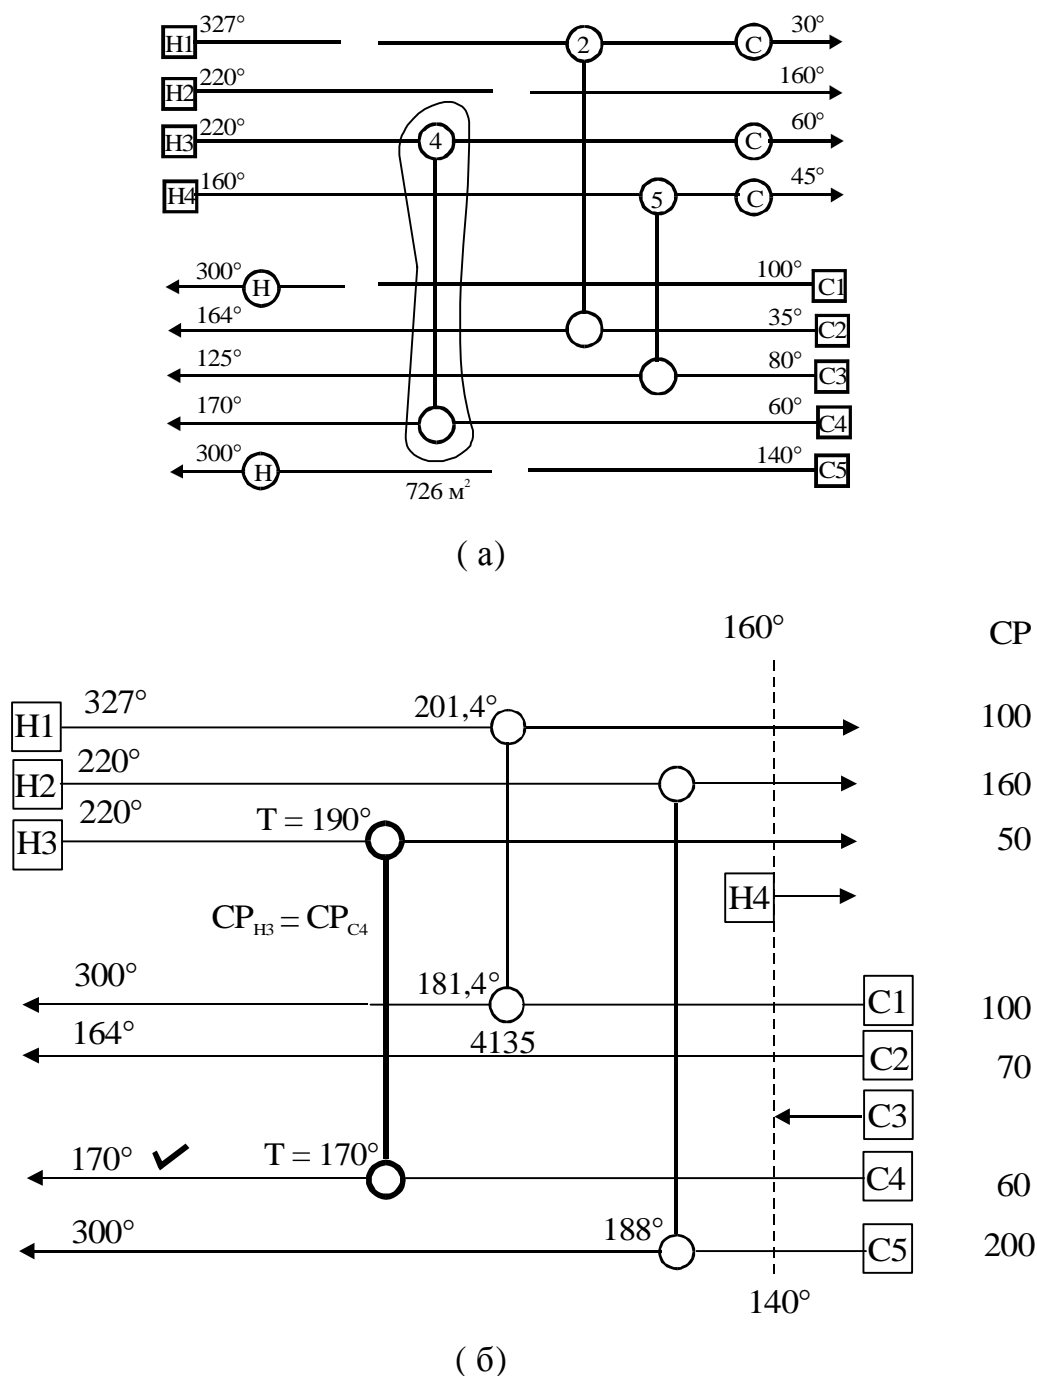 H1 327° 2 C 30°
H2 220° 160°
H3 220° 4 C 60°
H4 160° 5 C 45°
300° H 100° C1
164° 35° C2
125° 80° C3
170° 60° C4
300° H 140° C5
726 м²
( а)
160° CP
H1 327° 201,4° 100
H2 220° 160
H3 220° T = 190° 50
H4
CP_H3 = CP_C4
300° 181,4° C1 100
4135
164° C2 70
C3
170° T = 170° C4 60
300° 188° C5 200
140°
( б)